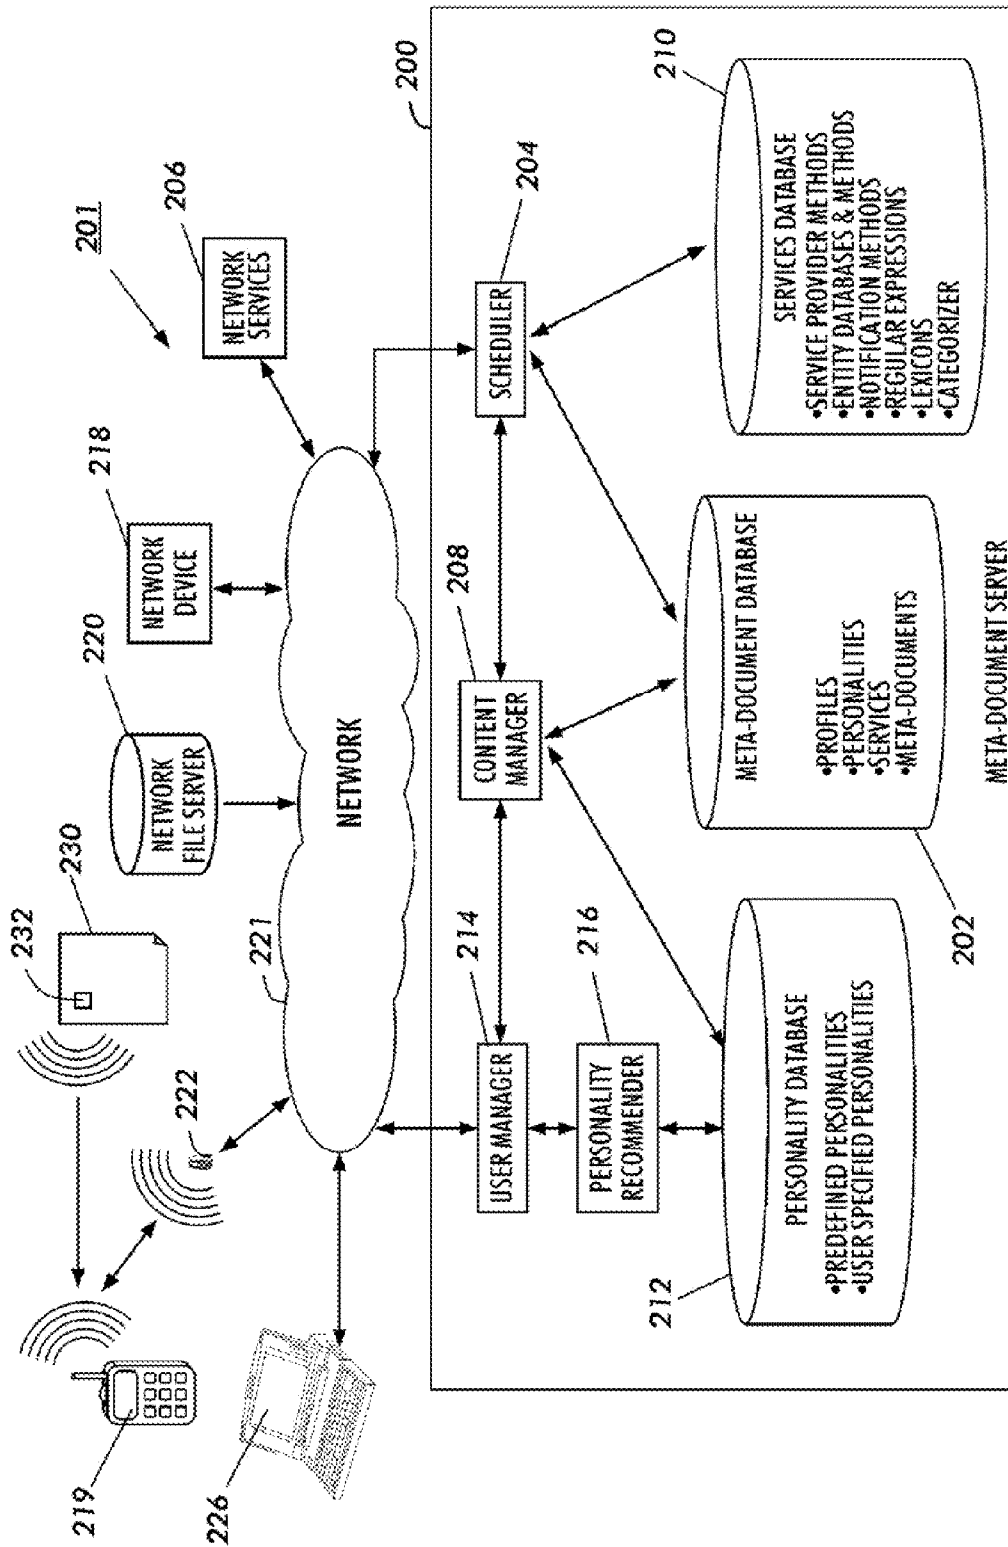 219
226
232
230
222
221
220
NETWORK
FILE SERVER
218
NETWORK
DEVICE
201
206
NETWORK
SERVICES
NETWORK
200
214
USER MANAGER
216
PERSONALITY
RECOMMENDER
208
CONTENT
MANAGER
204
SCHEDULER
212
PERSONALITY DATABASE
•PREDEFINED PERSONALITIES
•USER SPECIFIED PERSONALITIES
202
META-DOCUMENT DATABASE
•PROFILES
•PERSONALITIES
•SERVICES
•META-DOCUMENTS
210
SERVICES DATABASE
•SERVICE PROVIDER METHODS
•ENTITY DATABASES & METHODS
•NOTIFICATION METHODS
•REGULAR EXPRESSIONS
•LEXICONS
•CATEGORIZER
META-DOCUMENT SERVER